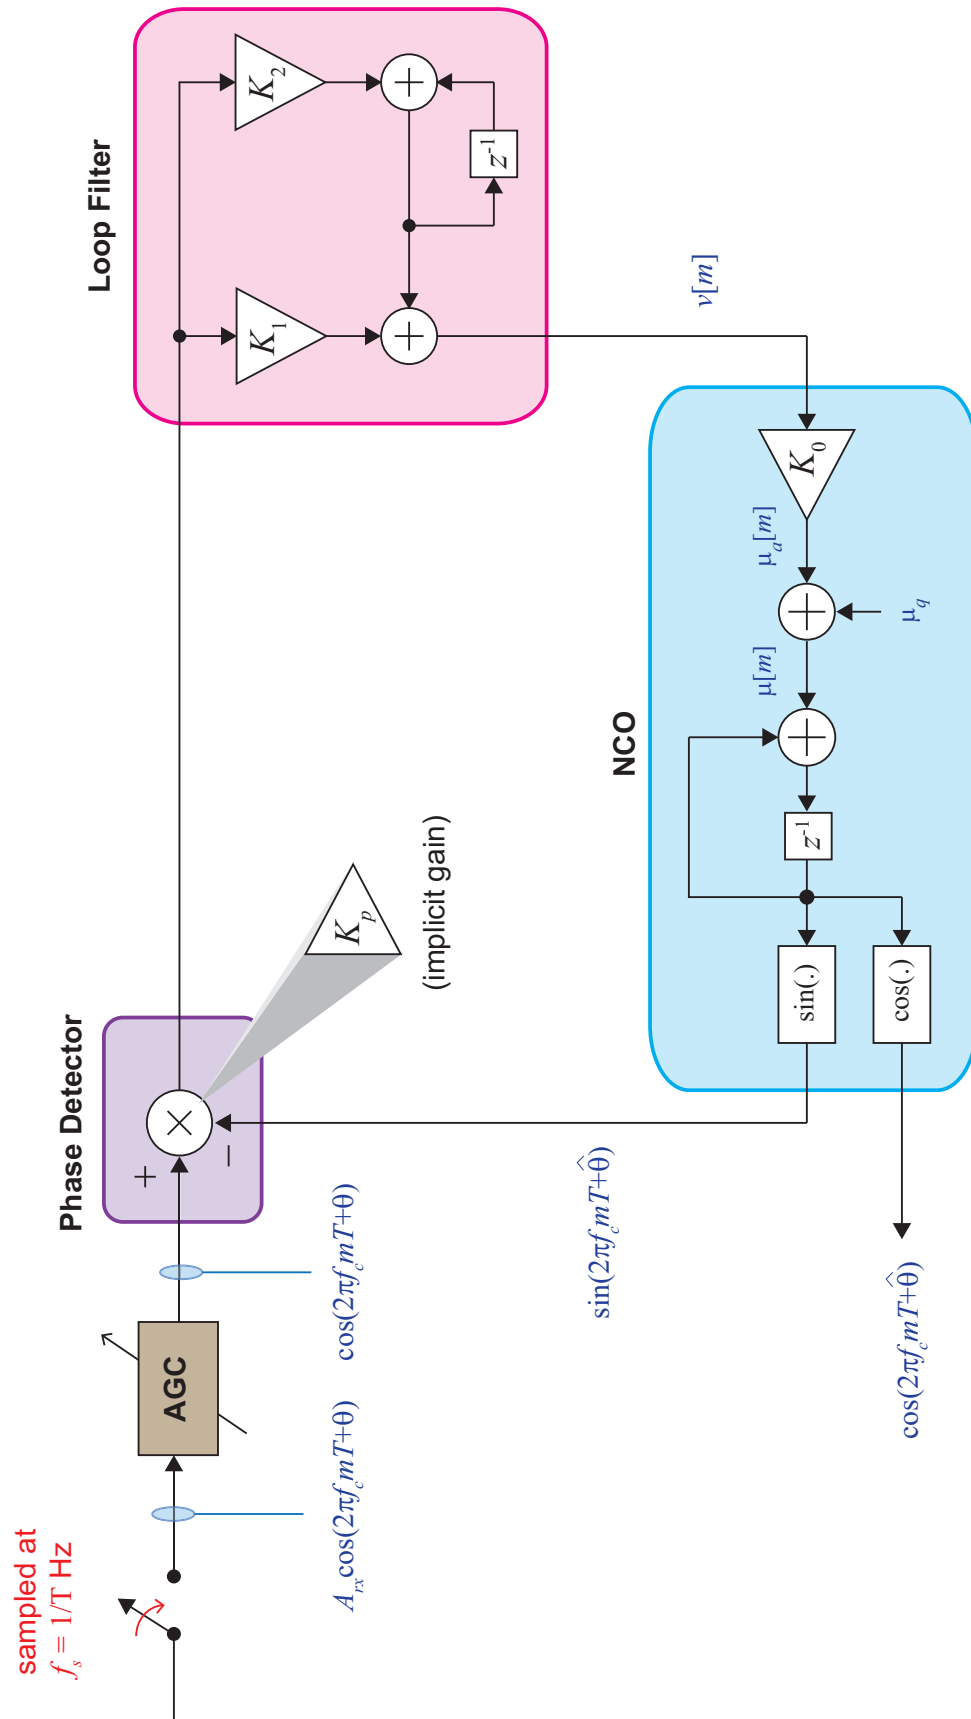 sampled at
f_s = 1/T Hz
A_rx cos(2πf_c mT+θ)
AGC
cos(2πf_c mT+θ)
Phase Detector
+
−
×
K_p
(implicit gain)
Loop Filter
K_1
K_2
+
+
z^-1
v[m]
NCO
K_0
μ_a[m]
+
μ_q
μ[m]
+
z^-1
sin(.)
cos(.)
sin(2πf_c mT+θ̂)
cos(2πf_c mT+θ̂)